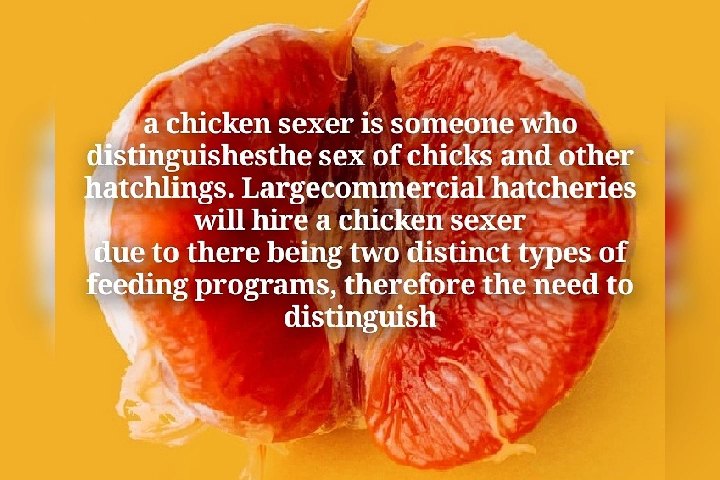 a chicken sexer is someone who
distinguishesthe sex of chicks and other
hatchlings. Largecommercial hatcheries
will hire a chicken sexer
due to there being two distinct types of
feeding programs, therefore the need to
distinguish